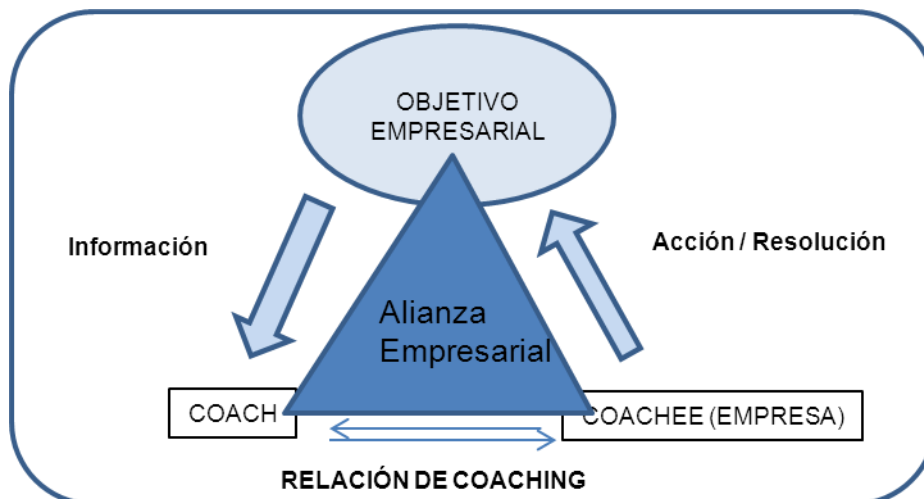 OBJETIVO
EMPRESARIAL
Información
Acción / Resolución
Alianza
Empresarial
COACH
COACHEE (EMPRESA)
RELACIÓN DE COACHING